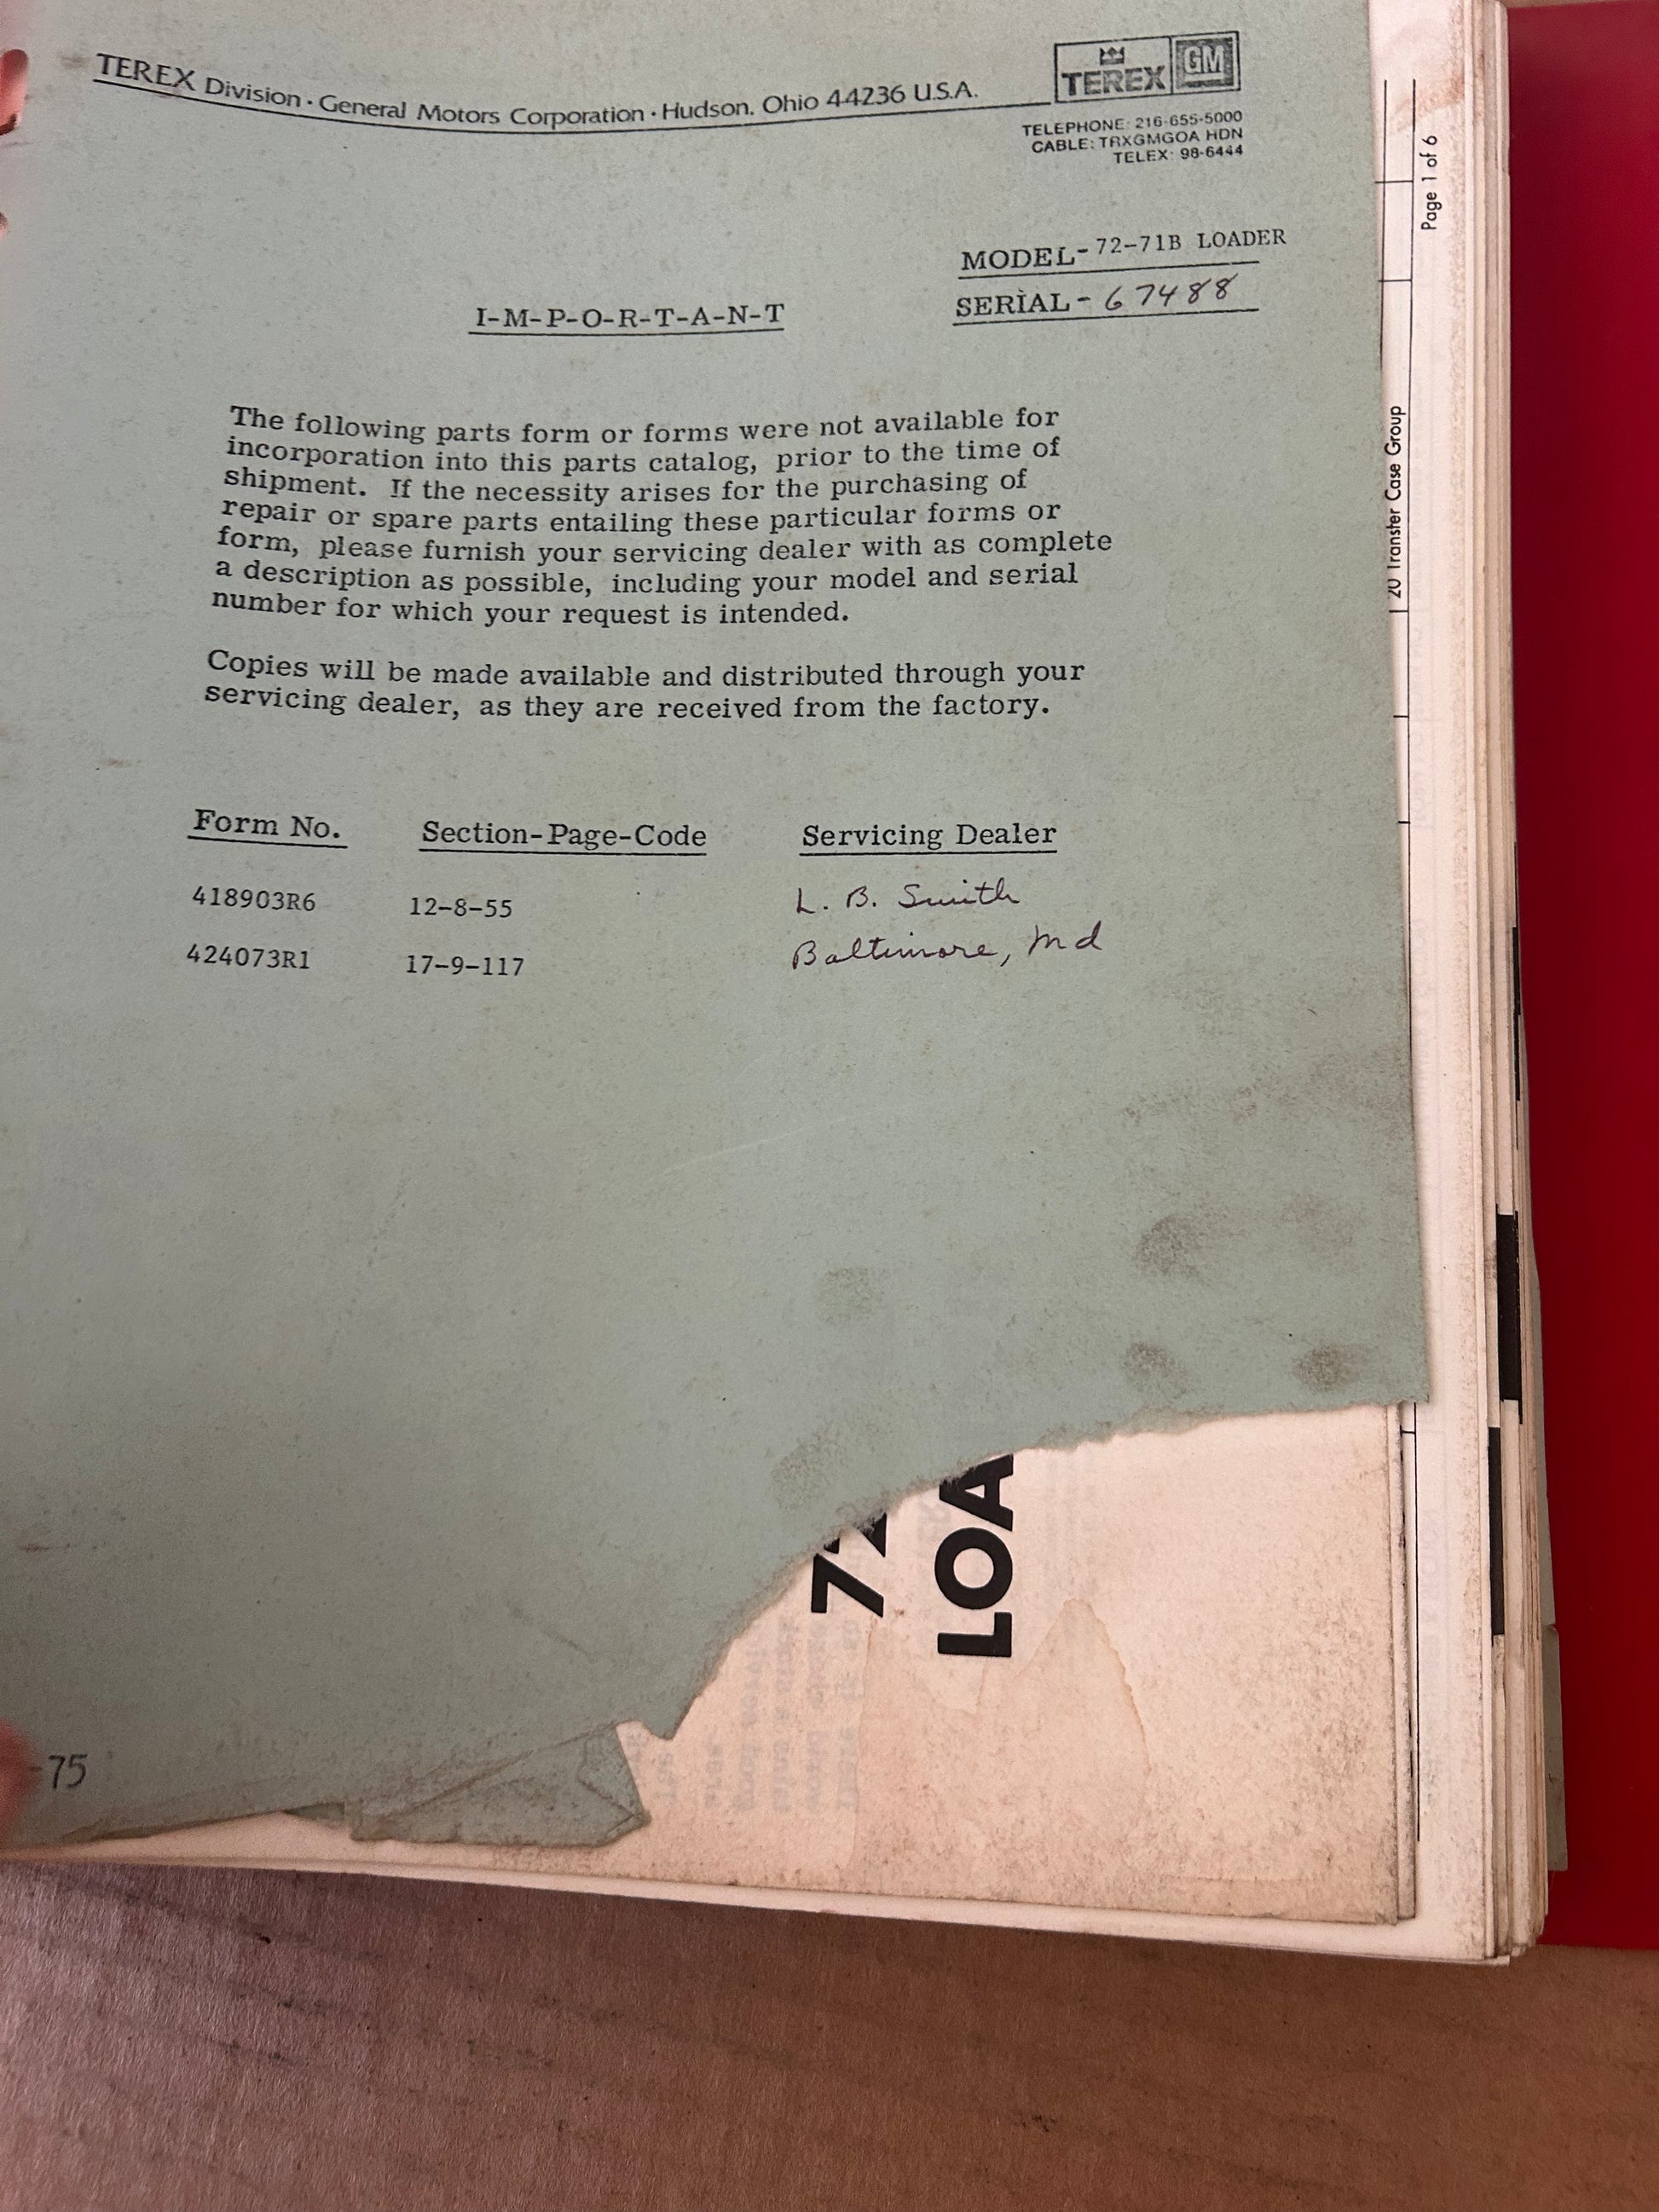 TEREX Division · General Motors Corporation · Hudson, Ohio 44236 U.S.A.
TEREX GM
TELEPHONE: 216-655-5000
CABLE: TRXGMGOA HDN
TELEX: 98-6444
MODEL- 72-71B LOADER
SERIAL- 67488
I-M-P-O-R-T-A-N-T
The following parts form or forms were not available for
incorporation into this parts catalog, prior to the time of
shipment. If the necessity arises for the purchasing of
repair or spare parts entailing these particular forms or
form, please furnish your servicing dealer with as complete
a description as possible, including your model and serial
number for which your request is intended.
Copies will be made available and distributed through your
servicing dealer, as they are received from the factory.
Form No. Section-Page-Code Servicing Dealer
418903R6 12-8-55 L. B. Smith
424073R1 17-9-117 Baltimore, Md
-75
72
LOA
Page 1 of 6
20 Transfer Case Group